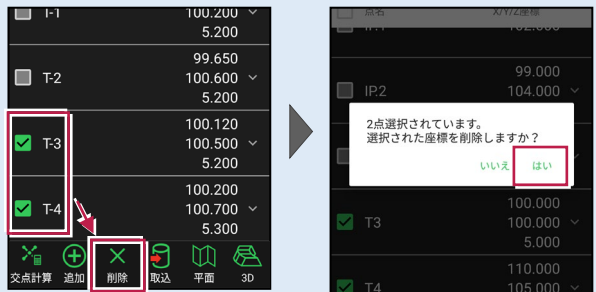 T-1
100.200
5.200
99.650
T-2
100.600
5.200
100.120
T-3
100.500
5.200
100.200
T-4
100.700
5.300
交点計算 追加 削除 取込 平面 3D
点名 X/Y/Z座標
IP.1
102.000
99.000
IP.2
104.000
2点選択されています。
選択された座標を削除しますか？
いいえ はい
100.000
T3
100.000
5.000
110.000
T4
105.000